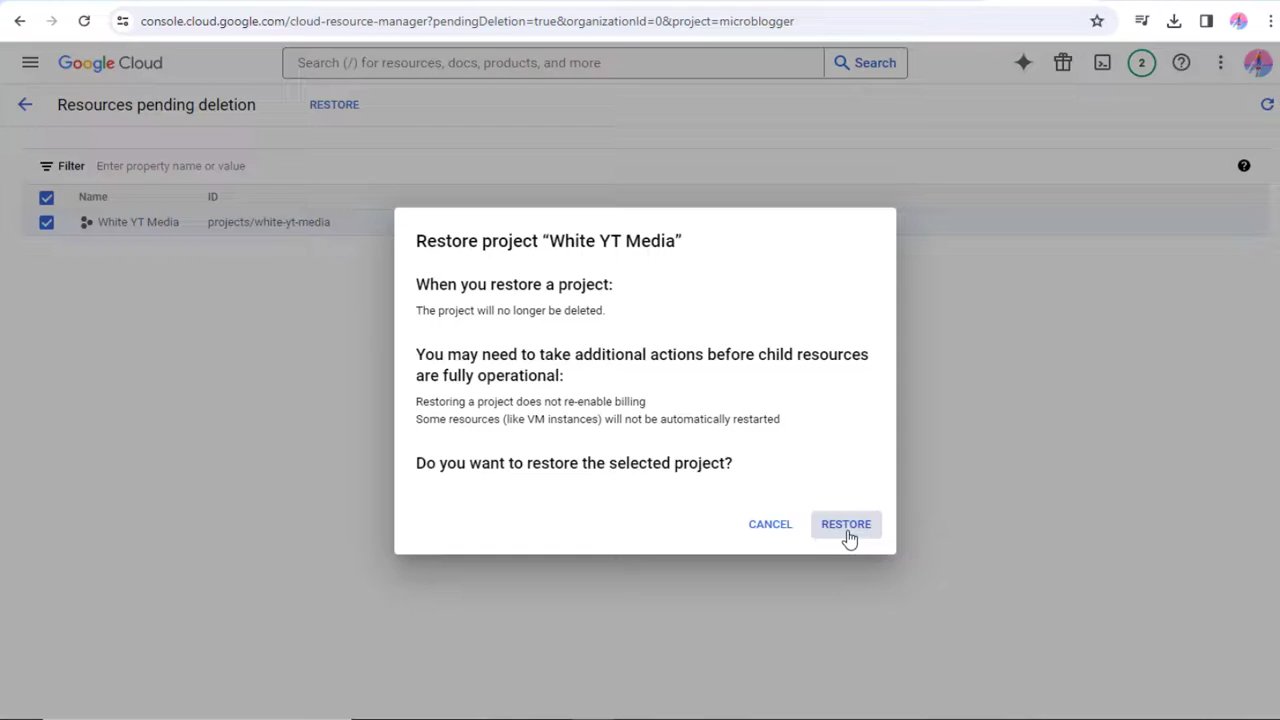 console.cloud.google.com/cloud-resource-manager?pendingDeletion=true&organizationId=0&project=microblogger
Google Cloud
Search (/) for resources, docs, products, and more
Search
2
Resources pending deletion
RESTORE
Filter
Enter property name or value
Name
ID
White YT Media
projects/white-yt-media
Restore project “White YT Media”
When you restore a project:
The project will no longer be deleted.
You may need to take additional actions before child resources
are fully operational:
Restoring a project does not re-enable billing
Some resources (like VM instances) will not be automatically restarted
Do you want to restore the selected project?
CANCEL
RESTORE